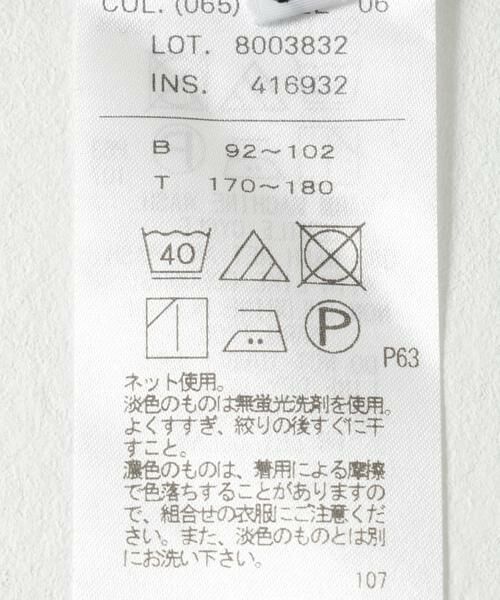 COL. (065) 06
LOT. 8003832
INS. 416932
B 92~102
T 170~180
40
P
P63
ネット使用。
淡色のものは無蛍光洗剤を使用。
よくすすぎ、絞りの後すぐに干
すこと。
濃色のものは、着用による摩擦
で色落ちすることがありますの
で、組合せの衣服にご注意くだ
さい。また、淡色のものとは別
にお洗い下さい。
107